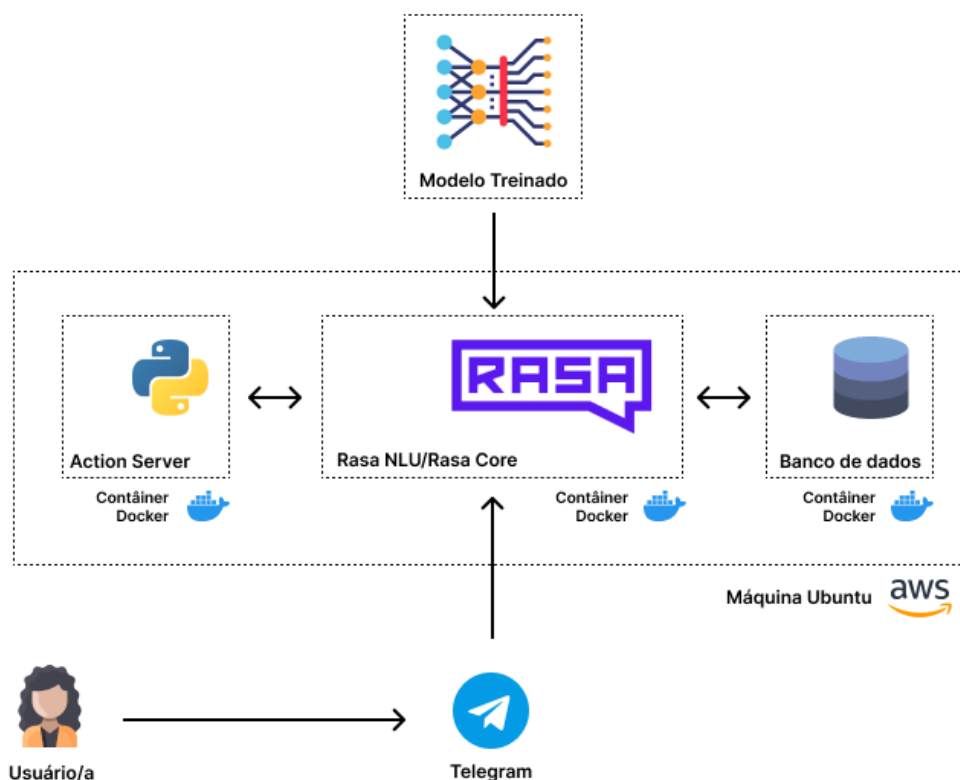 Modelo Treinado
RASA
Action Server
Rasa NLU/Rasa Core
Banco de dados
Contâiner
Docker
Contâiner
Docker
Contâiner
Docker
Máquina Ubuntu
aws
Usuário/a
Telegram